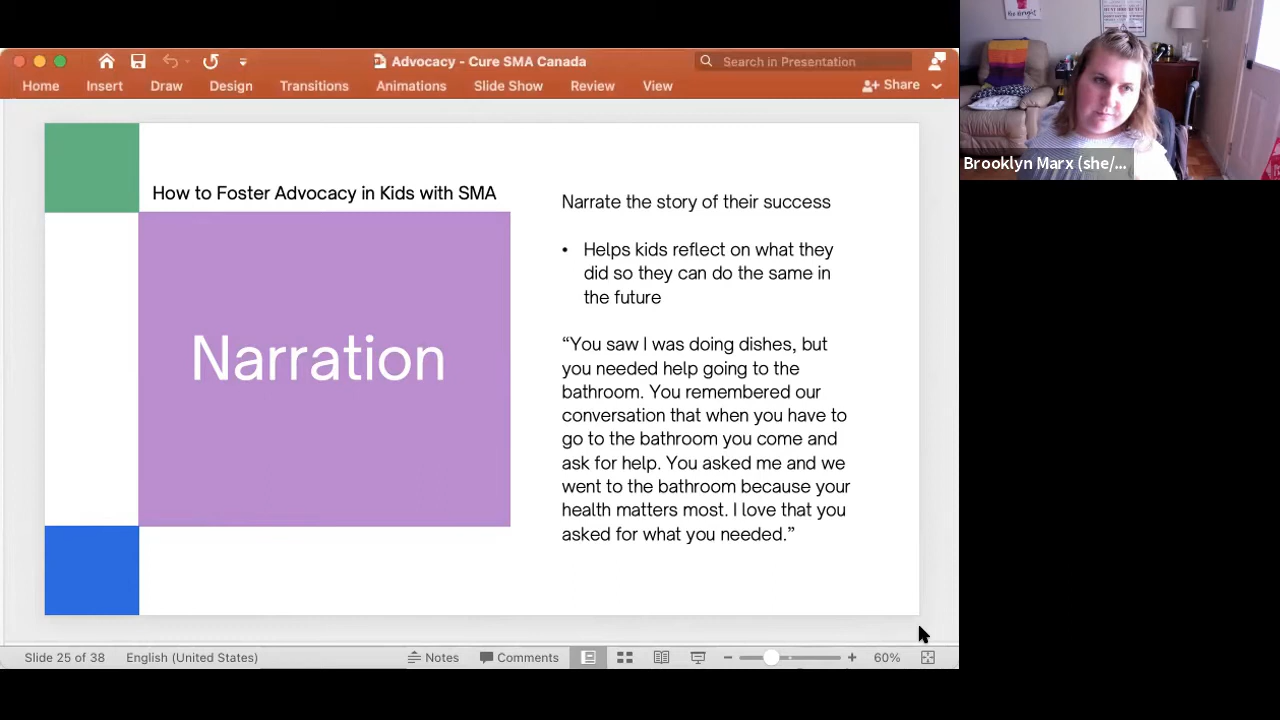 Advocacy - Cure SMA Canada
Search in Presentation
Home Insert Draw Design Transitions Animations Slide Show Review View Share
How to Foster Advocacy in Kids with SMA
Narration
Narrate the story of their success
• Helps kids reflect on what they
did so they can do the same in
the future
“You saw I was doing dishes, but
you needed help going to the
bathroom. You remembered our
conversation that when you have to
go to the bathroom you come and
ask for help. You asked me and we
went to the bathroom because your
health matters most. I love that you
asked for what you needed.”
Slide 25 of 38 English (United States) Notes Comments 60%
Brooklyn Marx (she/...